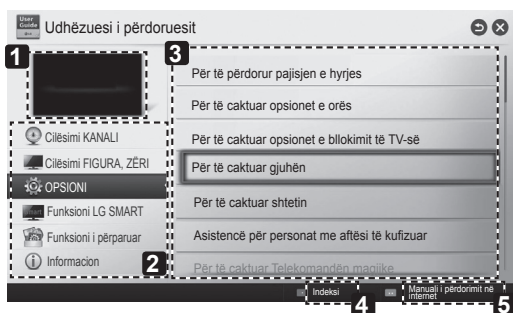 User Guide
Udhëzuesi i përdoruesit
1
3
Cilësimi KANALI
Cilësimi FIGURA, ZËRI
OPSIONI
Funksioni LG SMART
Funksioni i përparuar
Informacion
2
Për të përdorur pajisjen e hyrjes
Për të caktuar opsionet e orës
Për të caktuar opsionet e bllokimit të TV-së
Për të caktuar gjuhën
Për të caktuar shtetin
Asistencë për personat me aftësi të kufizuar
Për të caktuar Telekomandën magjike
Indeksi
4
Manuali i përdorimit në
internet
5